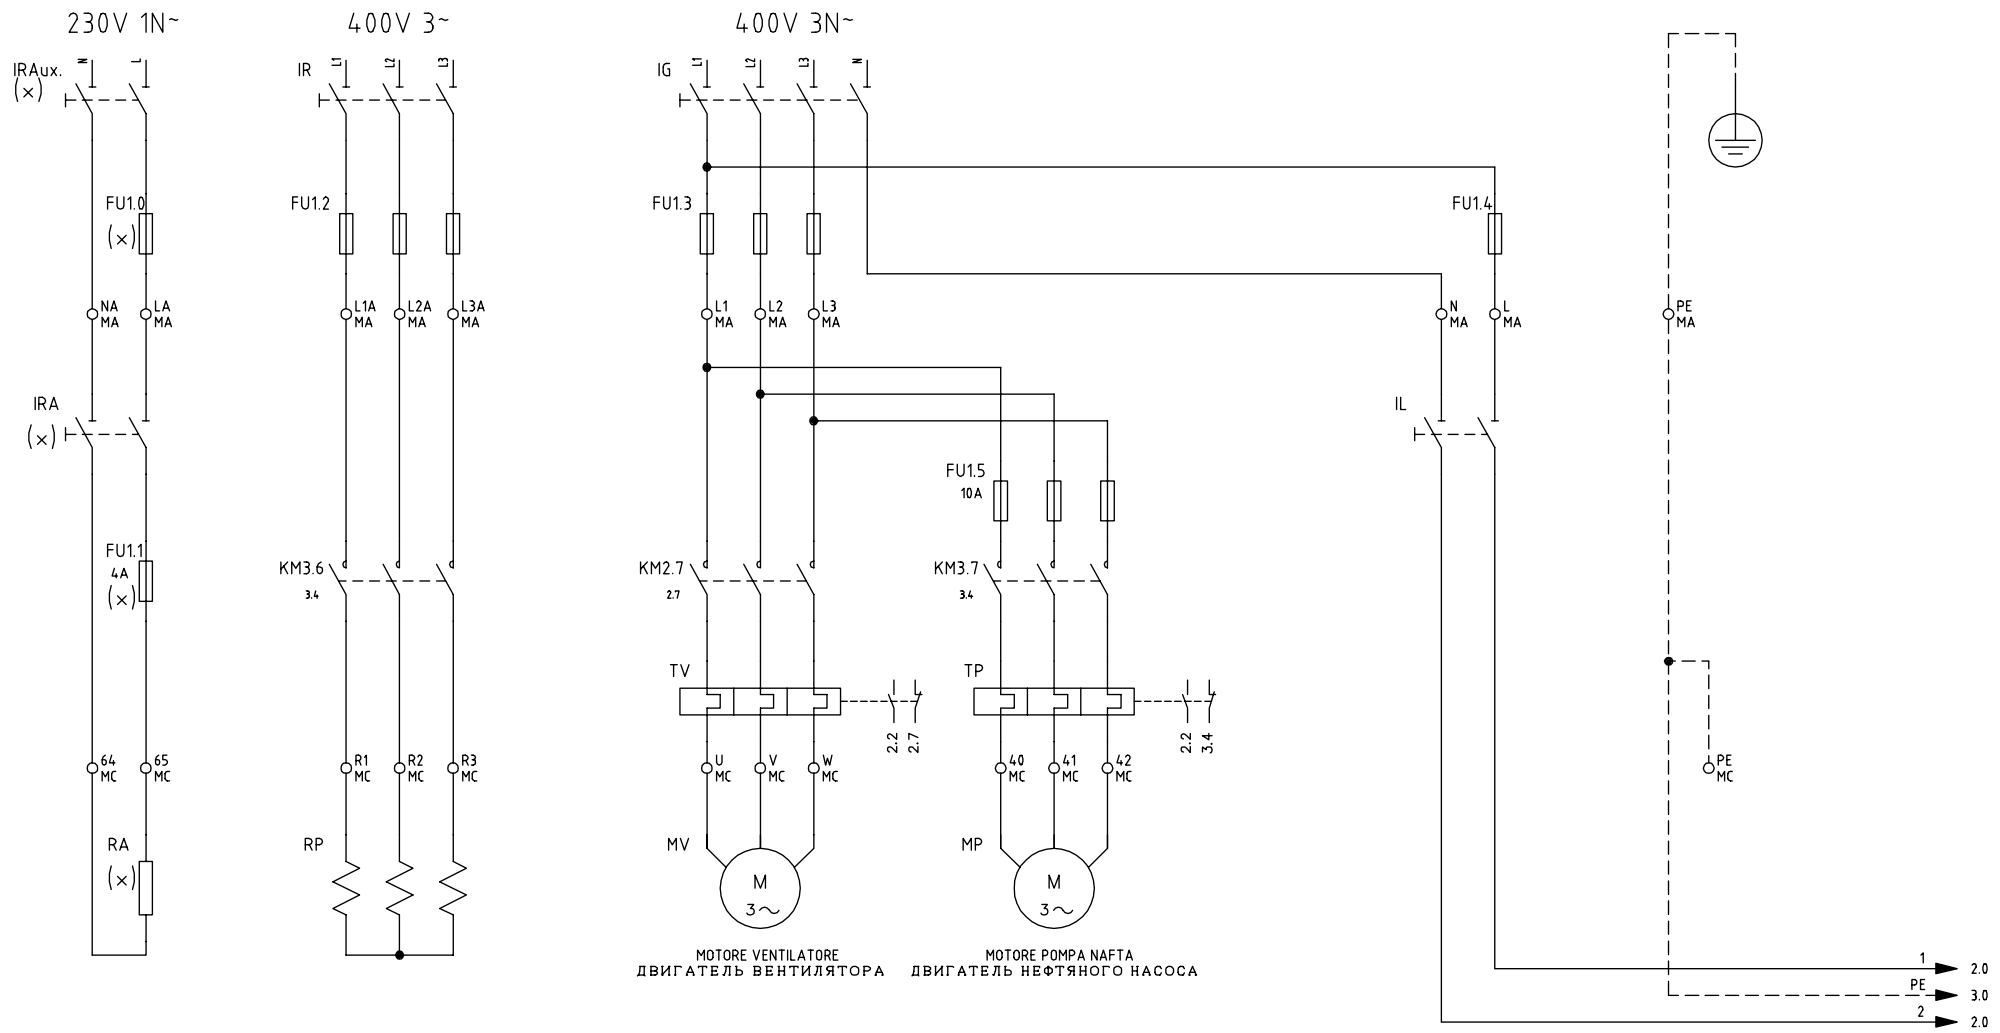 230V 1N~
400V 3~
400V 3N~
N L
L1 L2 L3
L1 L2 L3 N
IRAux.
(x)
IR
IG
FU1.0
(x)
FU1.2
FU1.3
FU1.4
NA
MA
LA
MA
L1A
MA
L2A
MA
L3A
MA
L1
MA
L2
MA
L3
MA
N
MA
L
MA
PE
MA
IRA
(x)
IL
FU1.5
10A
FU1.1
4A
(x)
KM3.6
3.4
KM2.7
2.7
KM3.7
3.4
TV
TP
2.2
2.7
2.2
3.4
64
MC
65
MC
R1
MC
R2
MC
R3
MC
U
MC
V
MC
W
MC
40
MC
41
MC
42
MC
PE
MC
RA
(x)
RP
MV
MP
M
3~
M
3~
MOTORE VENTILATORE
ДВИГАТЕЛЬ ВЕНТИЛЯТОРА
MOTORE POMPA NAFTA
ДВИГАТЕЛЬ НЕФТЯНОГО НАСОСА
1 2.0
PE 3.0
2 2.0